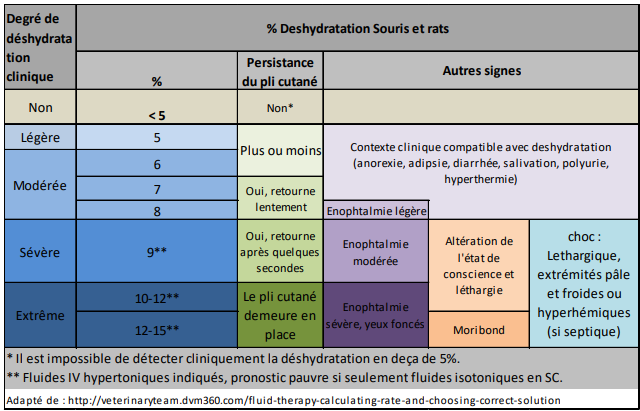 Degré de
déshydrata
tion
clinique
% Deshydratation Souris et rats
%
Persistance
du pli cutané
Autres signes
Non
< 5
Non*
Légère
5
Plus ou moins
Contexte clinique compatible avec deshydratation
(anorexie, adipsie, diarrhée, salivation, polyurie,
hyperthermie)
Modérée
6
7
Oui, retourne
lentement
8
Enophtalmie légère
Sévère
9**
Oui, retourne
après quelques
secondes
Enophtalmie
modérée
Altération de
l'état de
conscience et
léthargie
choc :
Lethargique,
extrémités pâle
et froides ou
hyperhémiques
(si septique)
Extrême
10-12**
Le pli cutané
demeure en
place
Enophtalmie
sévère, yeux foncés
12-15**
Moribond
* Il est impossible de détecter cliniquement la déshydratation en deça de 5%.
** Fluides IV hypertoniques indiqués, pronostic pauvre si seulement fluides isotoniques en SC.
Adapté de : http://veterinaryteam.dvm360.com/fluid-therapy-calculating-rate-and-choosing-correct-solution